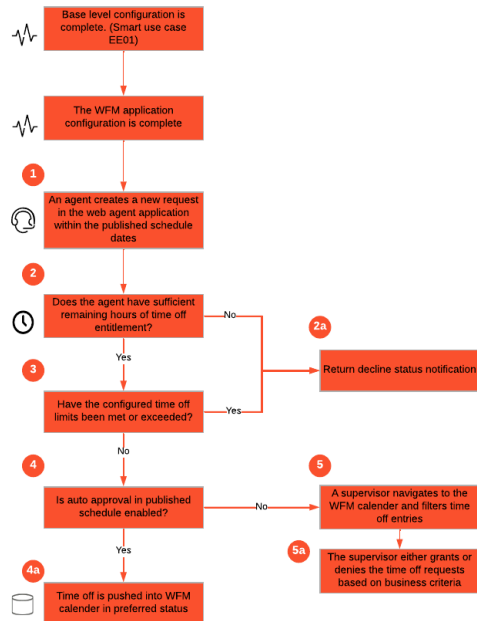 Base level configuration is
complete. (Smart use case
EE01)
The WFM application
configuration is complete
1
An agent creates a new request
in the web agent application
within the published schedule
dates
2
Does the agent have sufficient
remaining hours of time off
entitlement?
No
2a
Return decline status notification
Yes
3
Have the configured time off
limits been met or exceeded?
Yes
No
4
Is auto approval in published
schedule enabled?
No
5
A supervisor navigates to the
WFM calender and filters time
off entries
Yes
5a
The supervisor either grants or
denies the time off requests
based on business criteria
4a
Time off is pushed into WFM
calender in preferred status